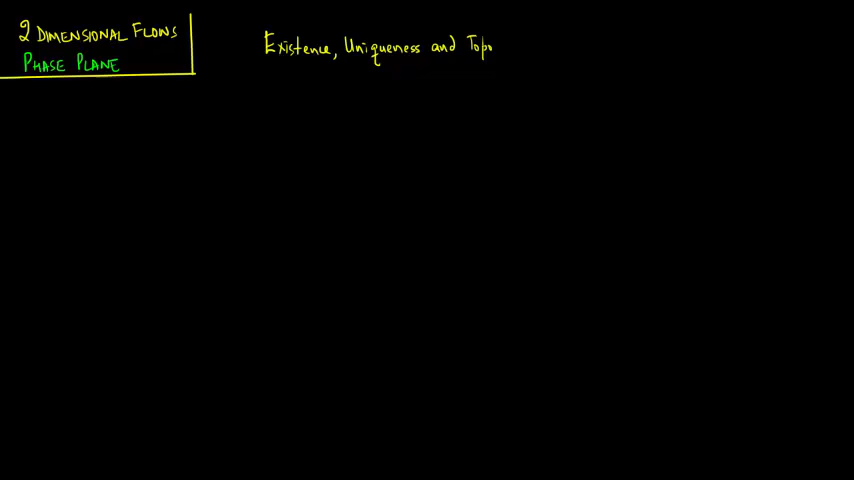 2 DIMENSIONAL FLOWS
PHASE PLANE
Existence, Uniqueness and Topo